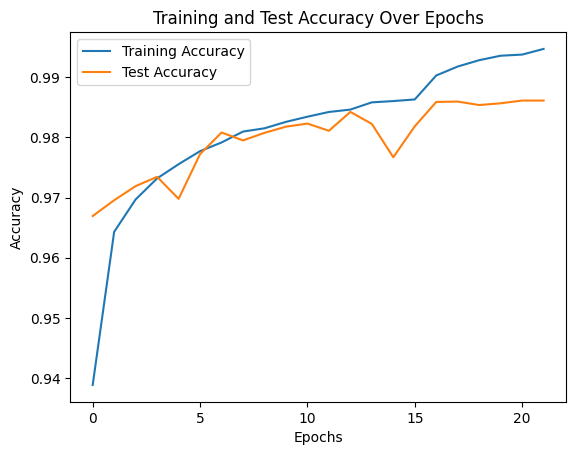 Training and Test Accuracy Over Epochs
Training Accuracy
Test Accuracy
0.99
0.98
0.97
0.96
0.95
0.94
Accuracy
0
5
10
15
20
Epochs